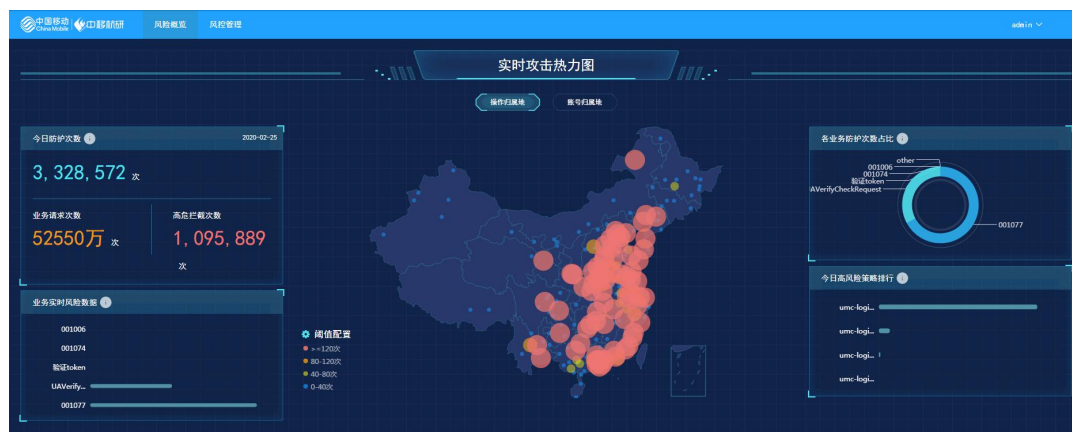 中国移动 China Mobile 中移杭研 风险概览 风控管理 admin
实时攻击热力图
操作归属地 账号归属地
今日防护次数 2020-02-25
3,328,572 次
业务请求次数 高危拦截次数
52550万 次 1,095,889 次
业务实时风险数据
001006
001074
验证token
UAVerify...
001077
阈值配置
>=120次
80-120次
40-80次
0-40次
各业务防护次数占比
other
001006
001074
验证token
AVerifyCheckRequest
001077
今日高风险策略排行
umc-logi...
umc-logi...
umc-logi...
umc-logi...